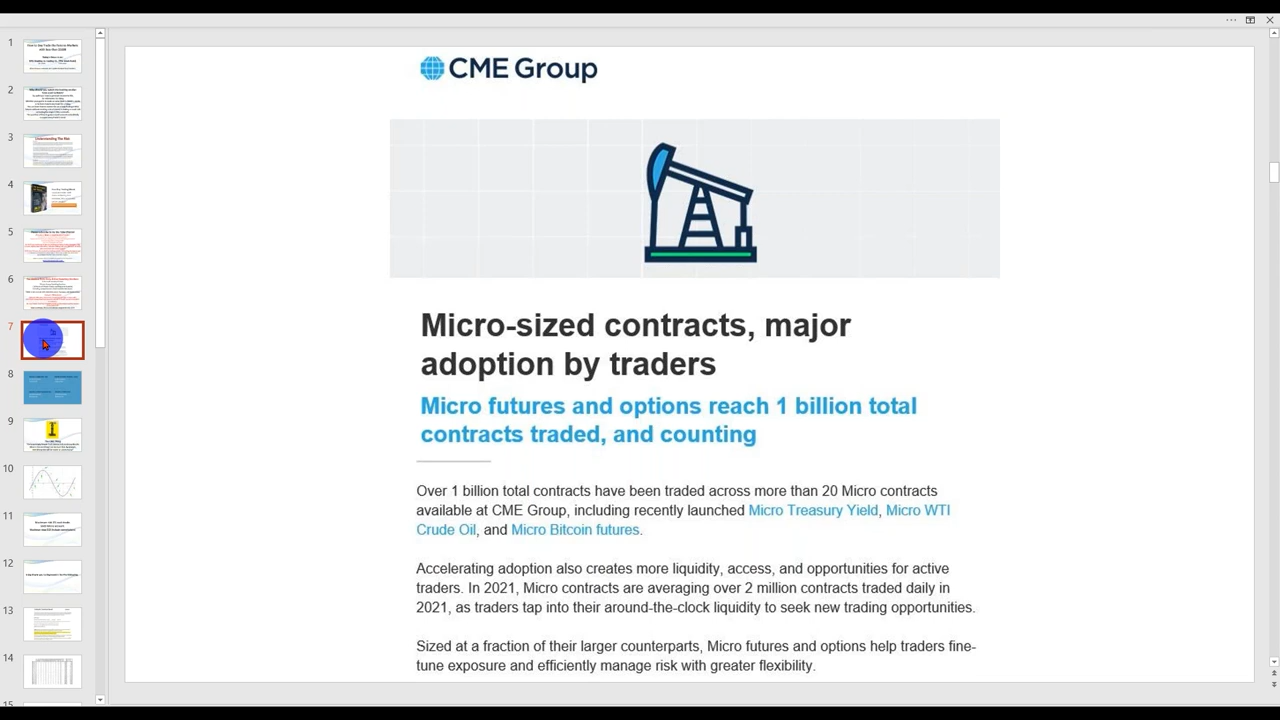 CME Group
Micro-sized contracts, major
adoption by traders
Micro futures and options reach 1 billion total
contracts traded, and counting
Over 1 billion total contracts have been traded across more than 20 Micro contracts
available at CME Group, including recently launched Micro Treasury Yield, Micro WTI
Crude Oil, and Micro Bitcoin futures.
Accelerating adoption also creates more liquidity, access, and opportunities for active
traders. In 2021, Micro contracts are averaging over 2 million contracts traded daily in
2021, as traders tap into their around-the-clock liquidity to seek new trading opportunities.
Sized at a fraction of their larger counterparts, Micro futures and options help traders fine-
tune exposure and efficiently manage risk with greater flexibility.
1
2
3
Understanding The Risk
4
5
6
7
8
9
10
11
12
13
14